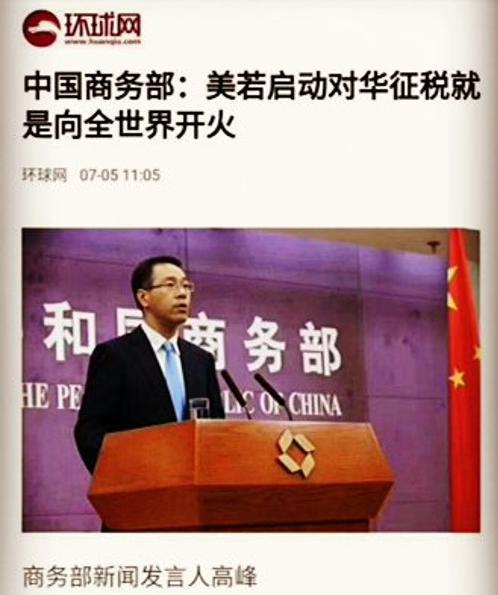 环球网
www.huanqiu.com
中国商务部：美若启动对华征税就
是向全世界开火
环球网 07-05 11:05
和国商务部
HE PE LIC OF CHINA
商务部新闻发言人高峰